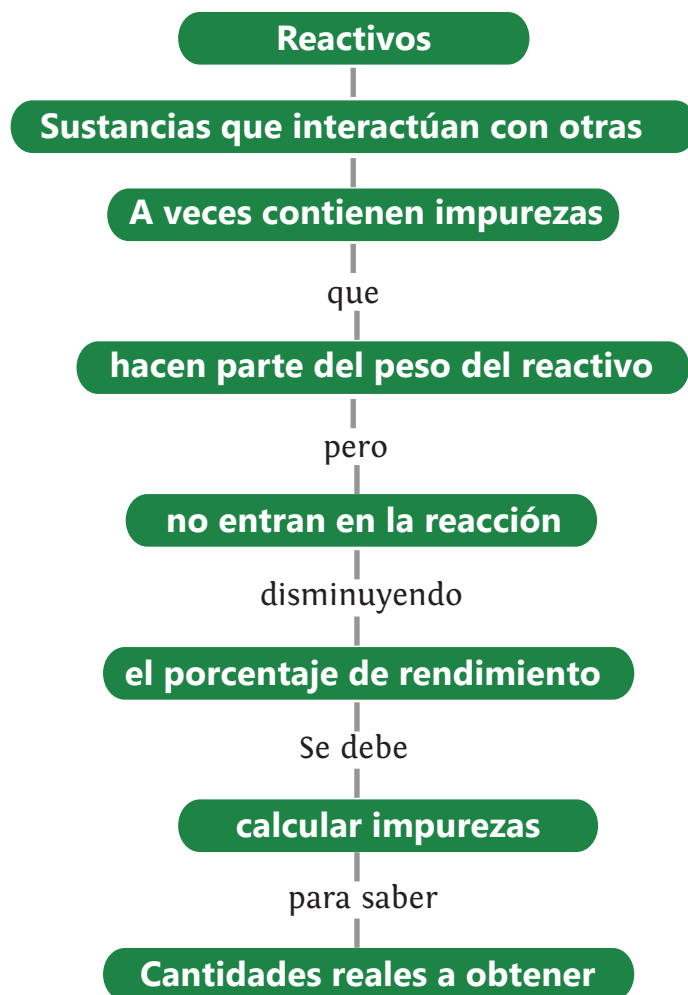 Reactivos
Sustancias que interactúan con otras
A veces contienen impurezas
que
hacen parte del peso del reactivo
pero
no entran en la reacción
disminuyendo
el porcentaje de rendimiento
Se debe
calcular impurezas
para saber
Cantidades reales a obtener